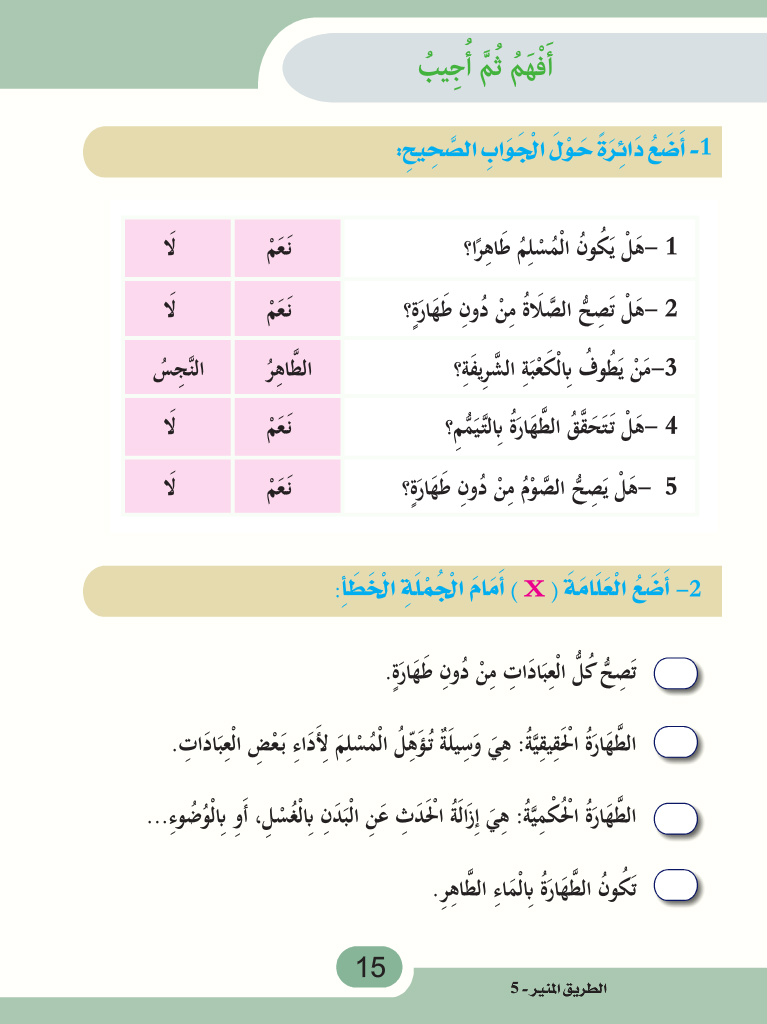 أَفْهَمُ ثُمَّ أُجِيبُ
1- أَضَعُ دَائِرَةً حَوْلَ الْجَوَابِ الصَّحِيحِ:
1 –هَلْ يَكُونُ الْمُسْلِمُ طَاهِرًا؟ نَعَمْ لَا
2 –هَلْ تَصِحُّ الصَّلَاةُ مِنْ دُونِ طَهَارَةٍ؟ نَعَمْ لَا
3–مَنْ يَطُوفُ بِالْكَعْبَةِ الشَّرِيفَةِ؟ الطَّاهِرُ النَّجِسُ
4 –هَلْ تَتَحَقَّقُ الطَّهَارَةُ بِالتَّيَمُّمِ؟ نَعَمْ لَا
5 –هَلْ يَصِحُّ الصَّوْمُ مِنْ دُونِ طَهَارَةٍ؟ نَعَمْ لَا
2- أَضَعُ الْعَلَامَةَ ( X ) أَمَامَ الْجُمْلَةِ الْخَطَأِ:
تَصِحُّ كُلُّ الْعِبَادَاتِ مِنْ دُونِ طَهَارَةٍ.
الطَّهَارَةُ الْحَقِيقِيَّةُ: هِيَ وَسِيلَةٌ تُؤَهِّلُ الْمُسْلِمَ لِأَدَاءِ بَعْضِ الْعِبَادَاتِ.
الطَّهَارَةُ الْحُكْمِيَّةُ: هِيَ إِزَالَةُ الْحَدَثِ عَنِ الْبَدَنِ بِالْغُسْلِ، أَوِ بِالْوُضُوءِ...
تَكُونُ الطَّهَارَةُ بِالْمَاءِ الطَّاهِرِ.
15
الطريق المنير - 5